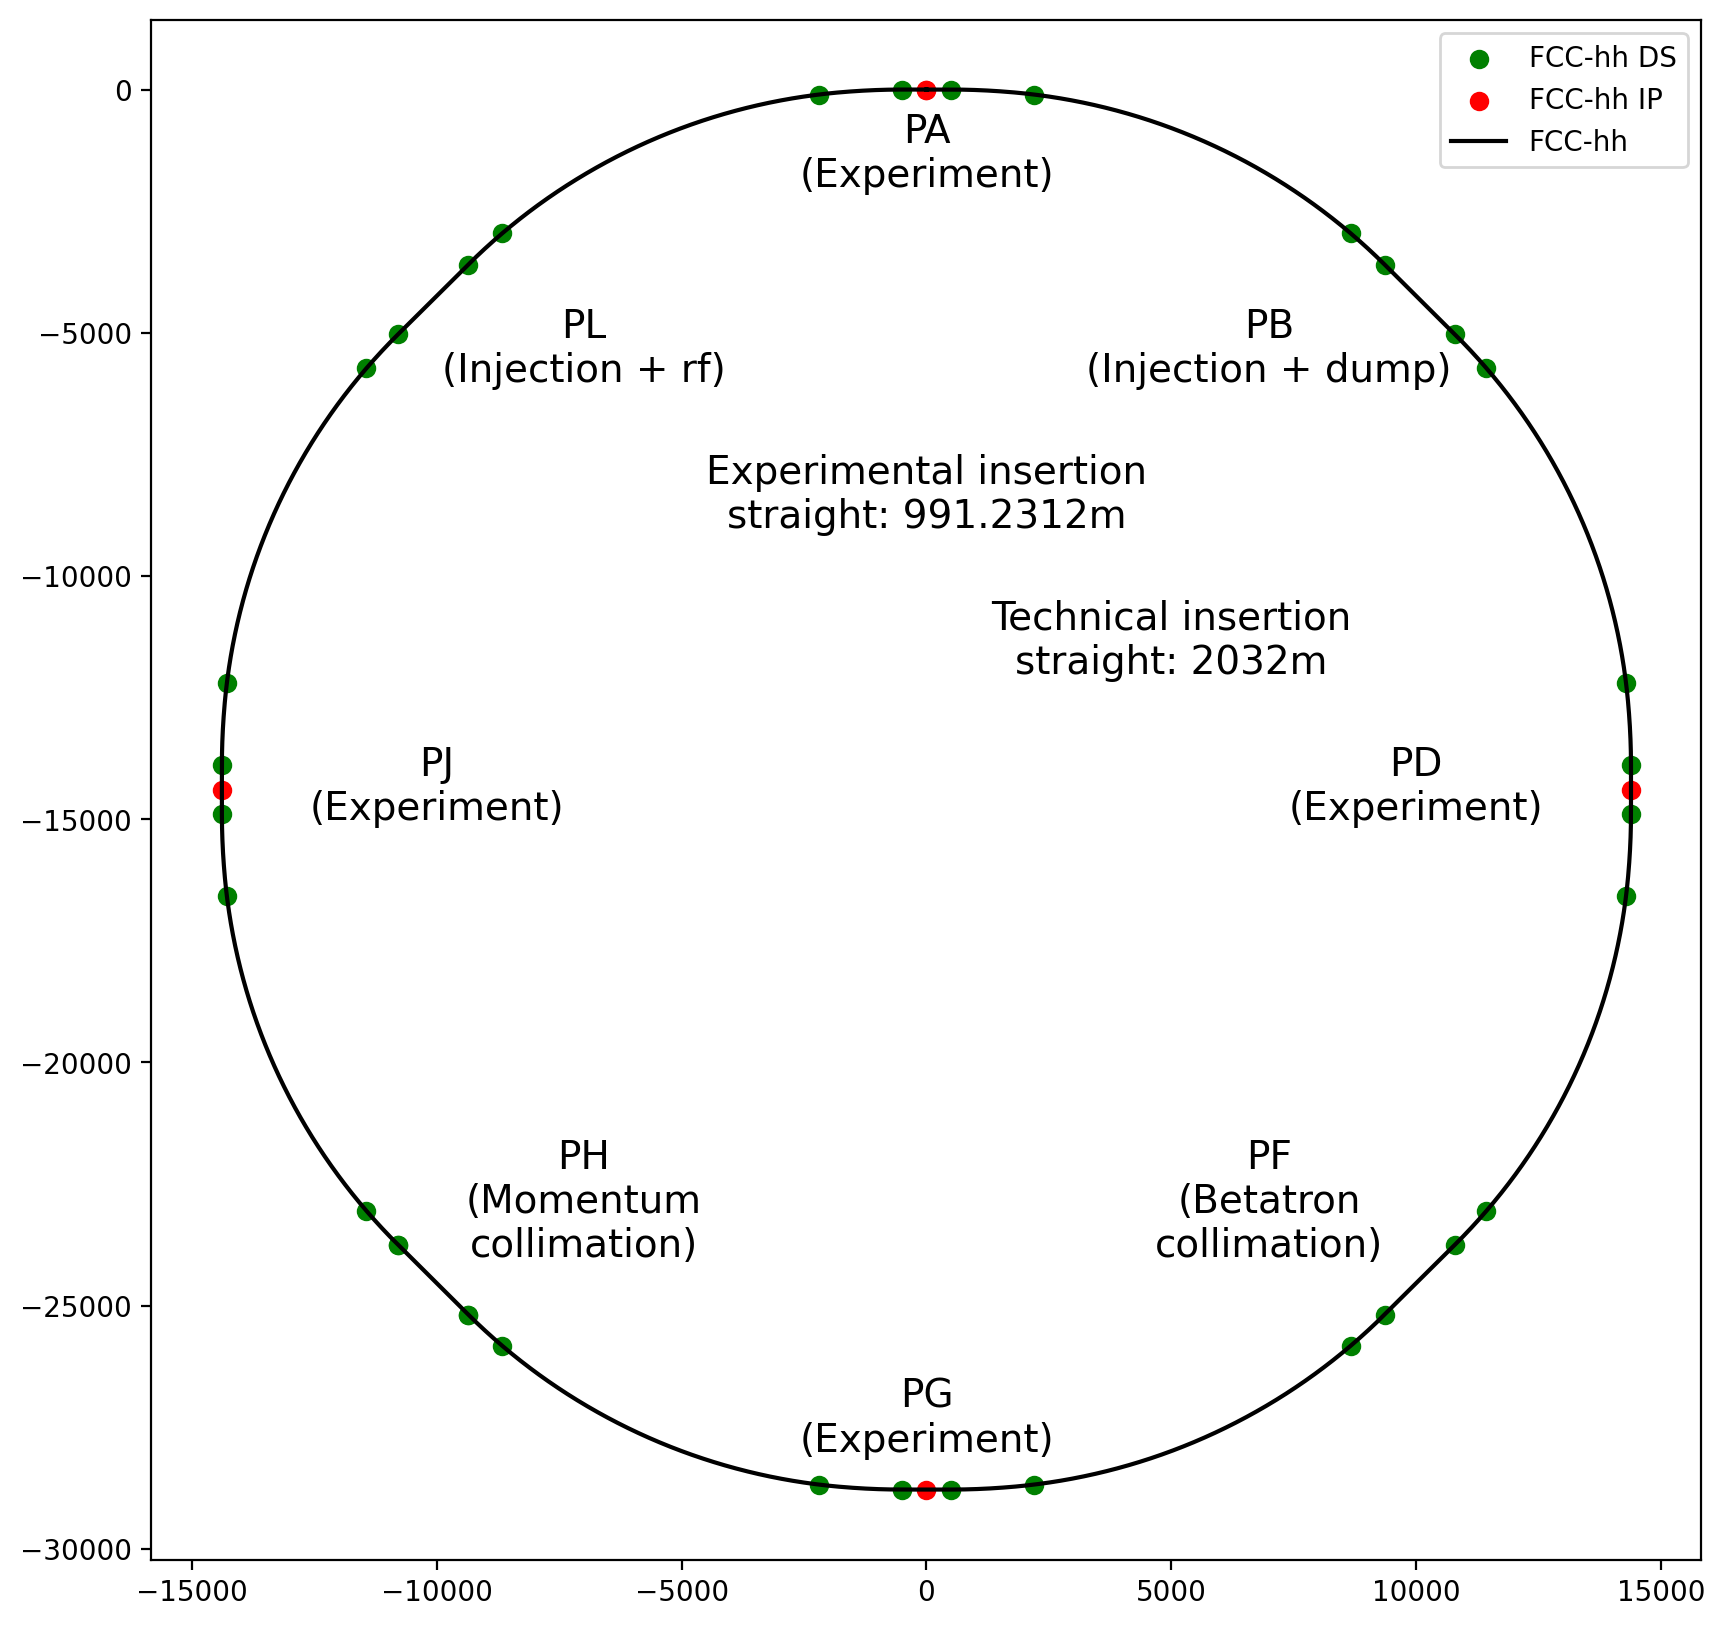 FCC-hh DS
FCC-hh IP
FCC-hh
0
−5000
−10000
−15000
−20000
−25000
−30000
PA
(Experiment)
PL
(Injection + rf)
PB
(Injection + dump)
Experimental insertion
straight: 991.2312m
Technical insertion
straight: 2032m
PJ
(Experiment)
PD
(Experiment)
PH
(Momentum
collimation)
PF
(Betatron
collimation)
PG
(Experiment)
−15000
−10000
−5000
0
5000
10000
15000